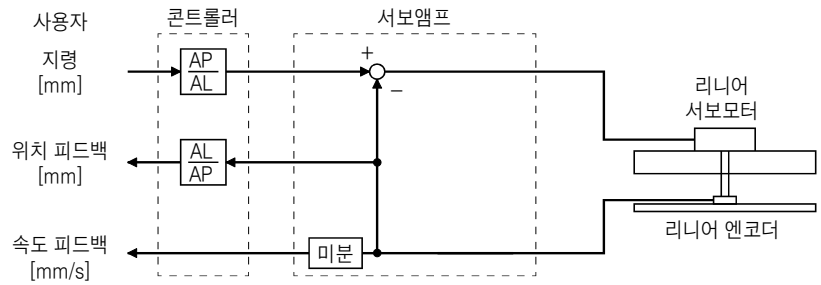 사용자
콘트롤러
서보앰프
지령
[mm]
AP
AL
+
−
리니어
서보모터
위치 피드백
[mm]
AL
AP
리니어 엔코더
속도 피드백
[mm/s]
미분